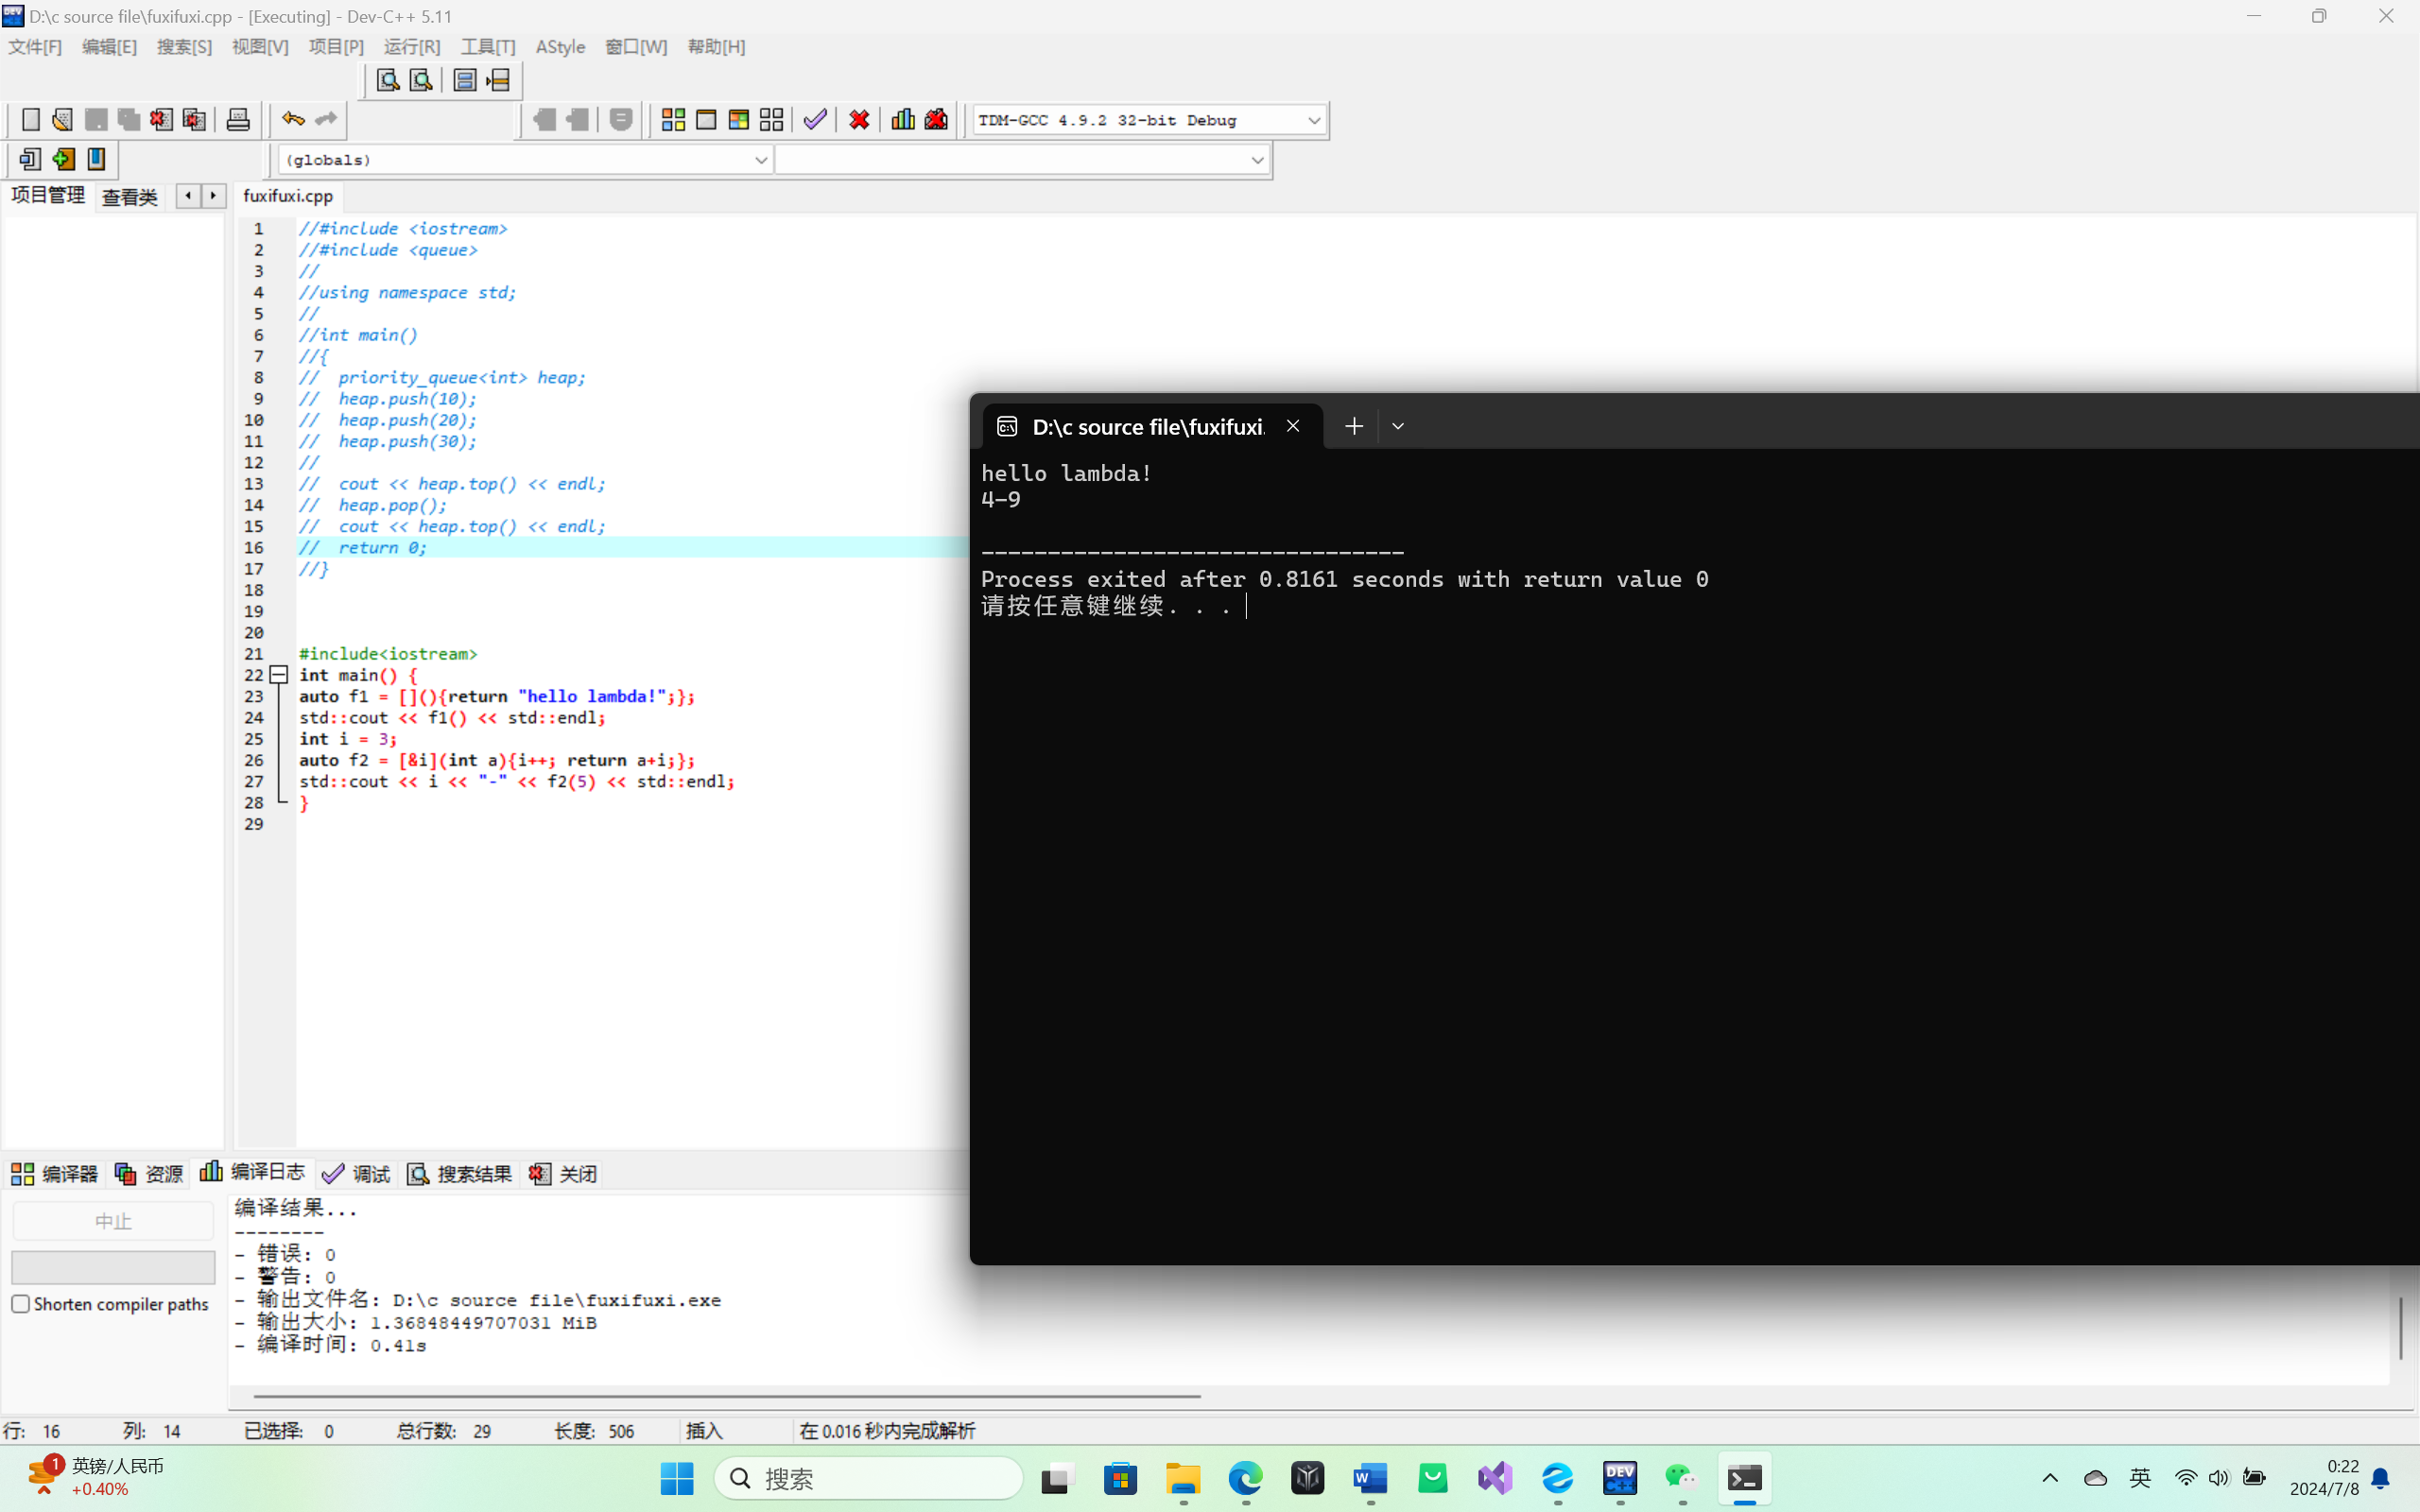 D:\c source file\fuxifuxi.cpp - [Executing] - Dev-C++ 5.11
文件[F] 编辑[E] 搜索[S] 视图[V] 项目[P] 运行[R] 工具[T] AStyle 窗口[W] 帮助[H]
TDM-GCC 4.9.2 32-bit Debug
(globals)
项目管理 查看类 fuxifuxi.cpp
1 //#include <iostream>
2 //#include <queue>
3 //
4 //using namespace std;
5 //
6 //int main()
7 //{
8 //  priority_queue<int> heap;
9 //  heap.push(10);
10 //  heap.push(20);
11 //  heap.push(30);
12 //
13 //  cout << heap.top() << endl;
14 //  heap.pop();
15 //  cout << heap.top() << endl;
16 //  return 0;
17 //}
18
19
20
21 #include<iostream>
22 int main() {
23 auto f1 = [](){return "hello lambda!";};
24 std::cout << f1() << std::endl;
25 int i = 3;
26 auto f2 = [&i](int a){i++; return a+i;};
27 std::cout << i << "-" << f2(5) << std::endl;
28 }
29
D:\c source file\fuxifuxi.
hello lambda!
4-9
--------------------------------
Process exited after 0.8161 seconds with return value 0
请按任意键继续. . .
编译器 资源 编译日志 调试 搜索结果 关闭
中止
Shorten compiler paths
编译结果...
--------
- 错误: 0
- 警告: 0
- 输出文件名: D:\c source file\fuxifuxi.exe
- 输出大小: 1.36848449707031 MiB
- 编译时间: 0.41s
行: 16 列: 14 已选择: 0 总行数: 29 长度: 506 插入 在 0.016 秒内完成解析
1
英镑/人民币
+0.40%
搜索
DEV C++
英
0:22
2024/7/8